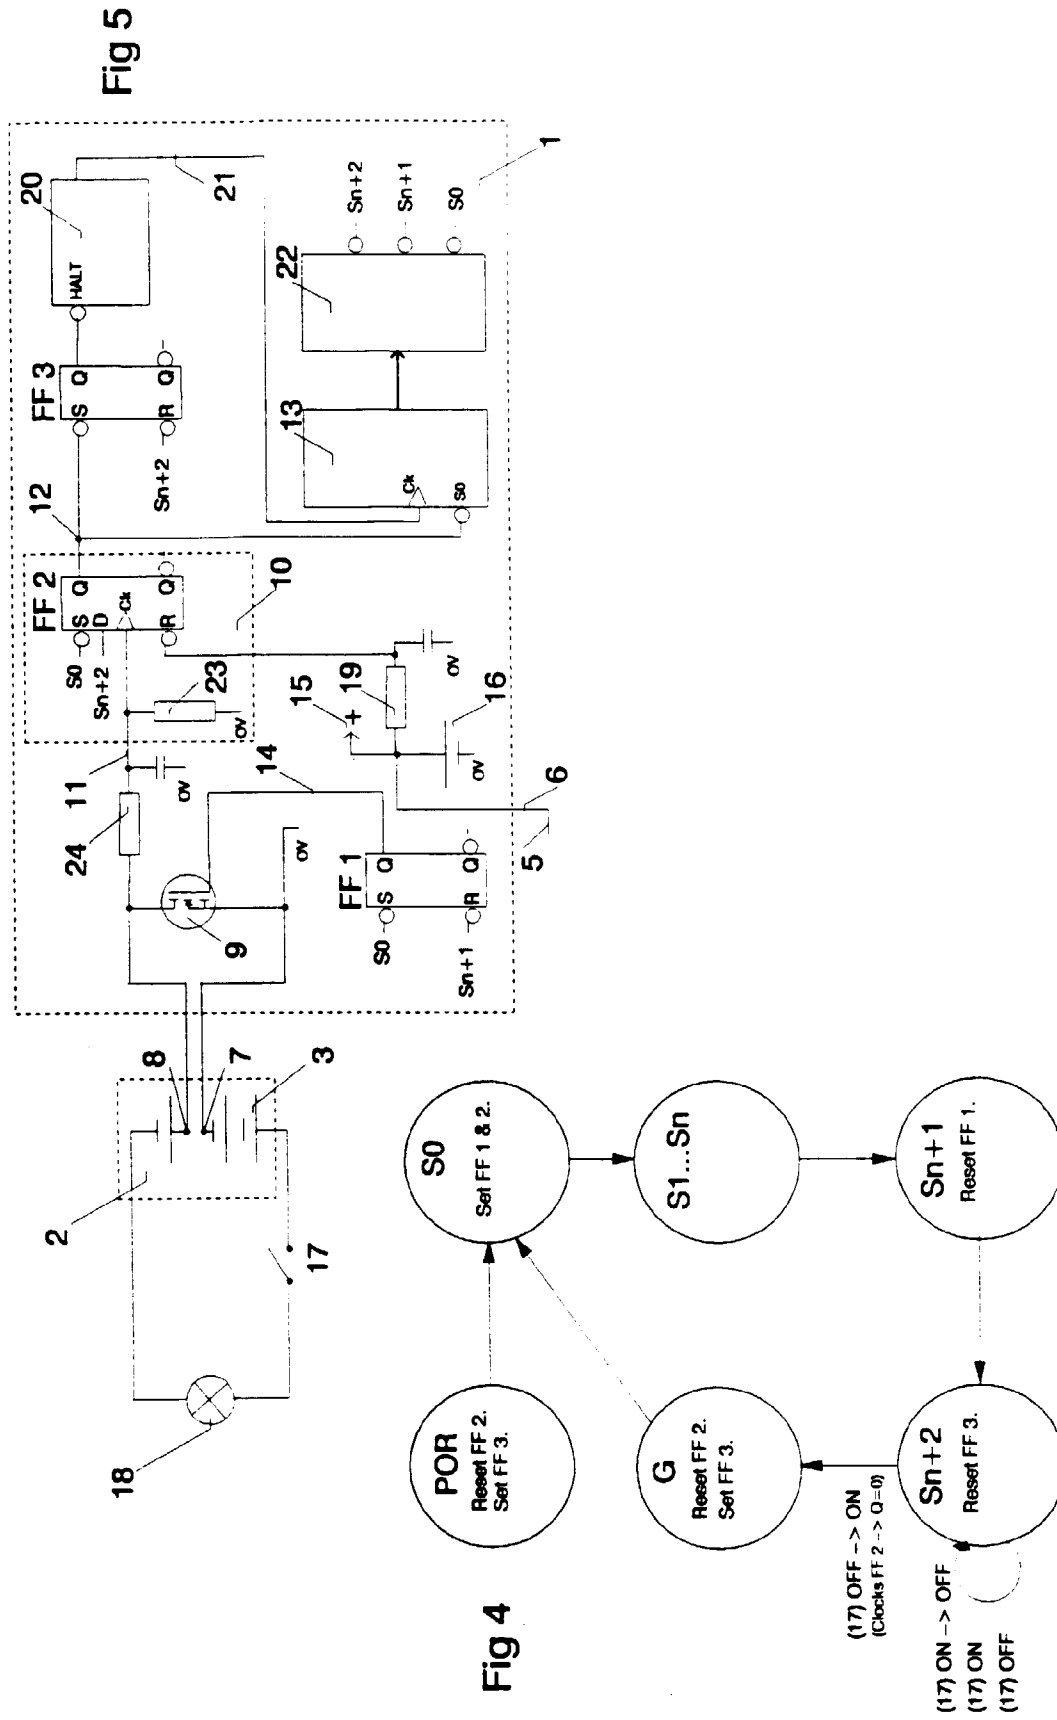 Fig 5
20
HALT
21
1
FF 3
S
Q
R
Q
Sn+2
22
Sn+2
Sn+1
S0
13
Ck
S0
12
FF 2
S
Q
D
Ck
R
Q
S0
Sn+2
10
23
0V
11
24
0V
9
14
0V
15
+
19
0V
16
0V
6
5
FF 1
S
Q
R
Q
S0
Sn+1
2
8
7
3
17
18
Fig 4
POR
Reset FF 2.
Set FF 3.
S0
Set FF 1 & 2.
S1...Sn
Sn+1
Reset FF 1.
Sn+2
Reset FF 3.
G
Reset FF 2.
Set FF 3.
(17) OFF –> ON
(Clocks FF 2 –> Q=0)
(17) ON –> OFF
(17) ON
(17) OFF